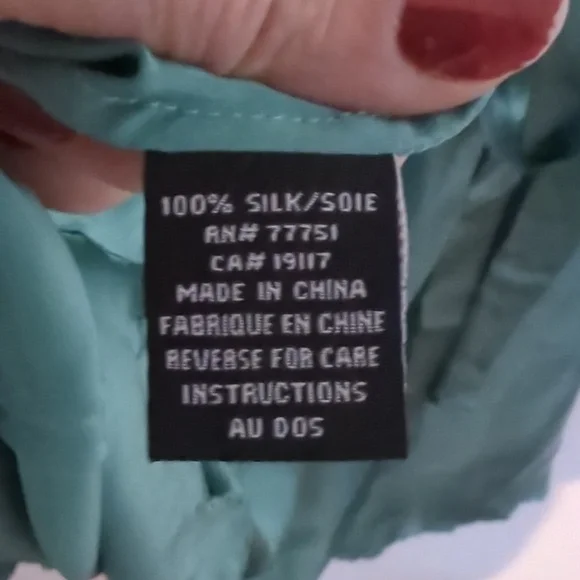 100% SILK/SOIE
RN# 77751
CA# 19117
MADE IN CHINA
FABRIQUE EN CHINE
REVERSE FOR CARE
INSTRUCTIONS
AU DOS